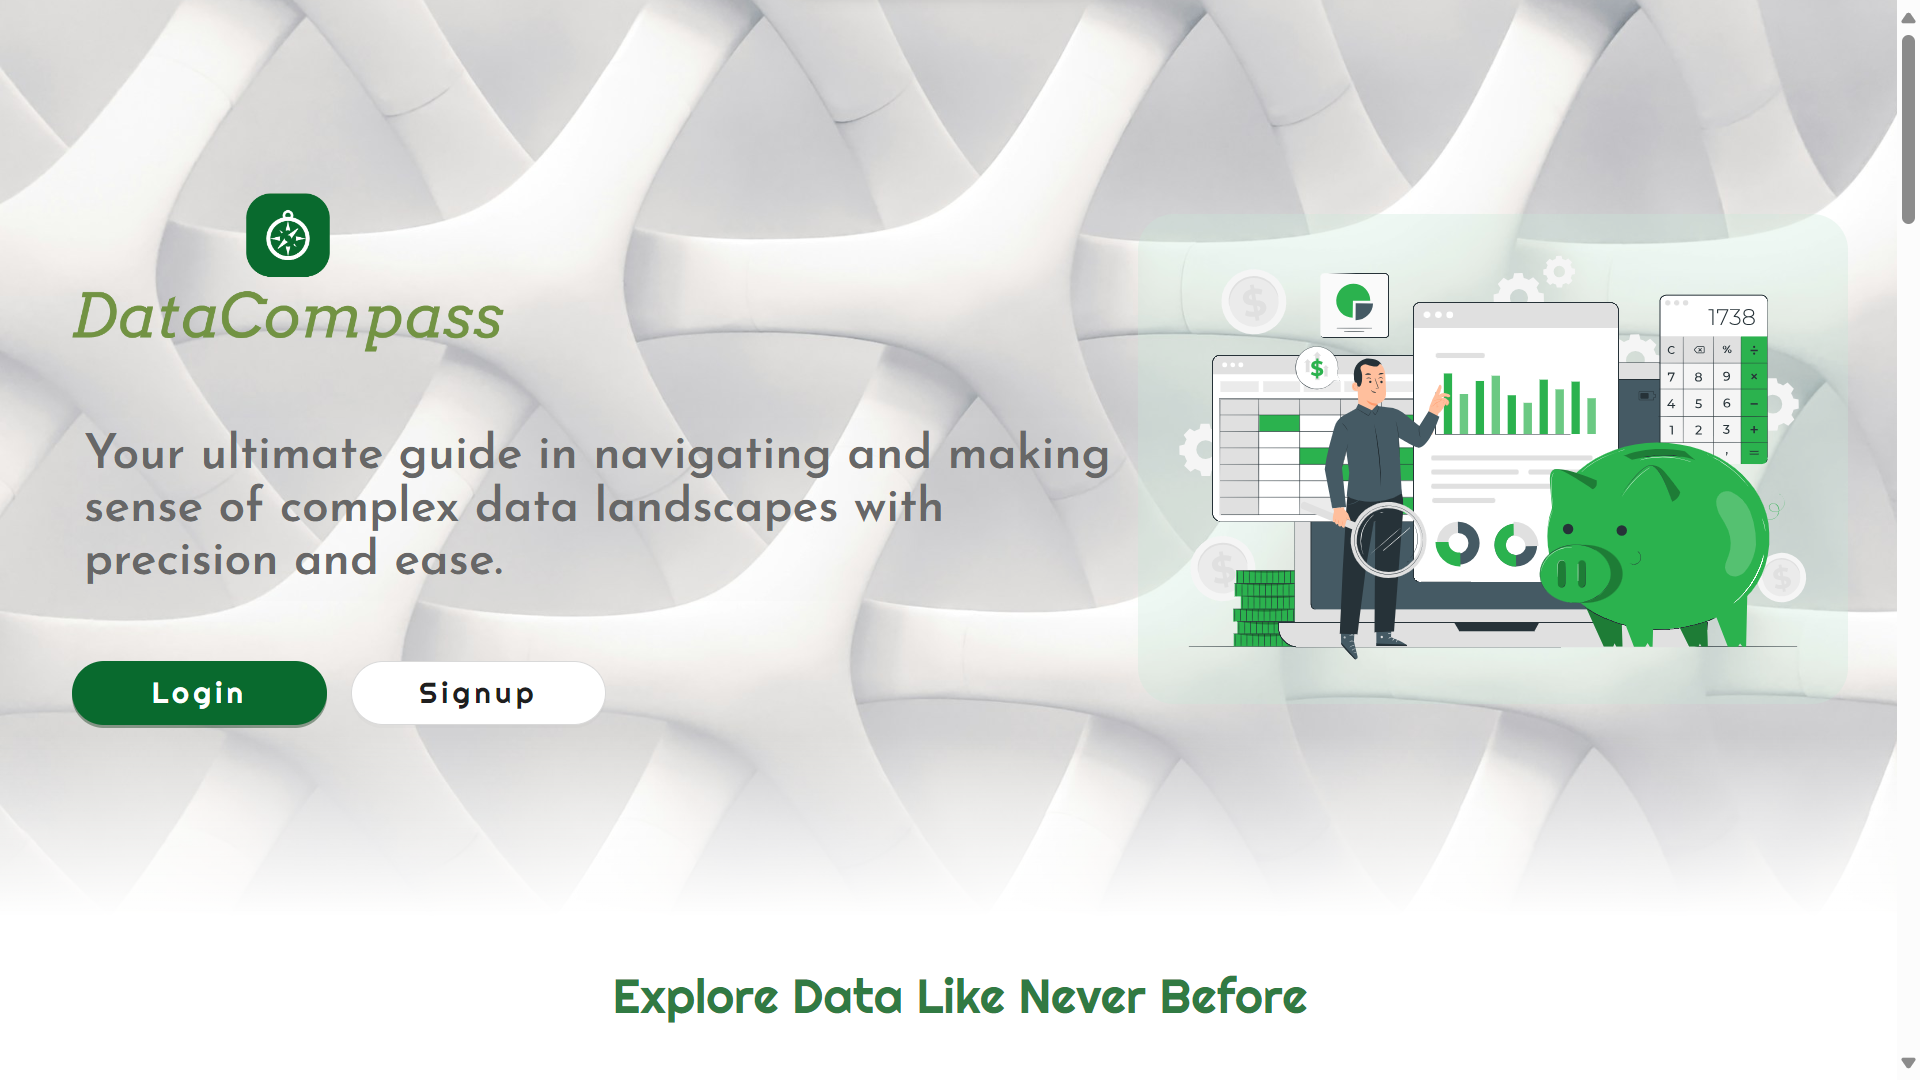 DataCompass
Your ultimate guide in navigating and making
sense of complex data landscapes with
precision and ease.
Login
Signup
$
$
$
$
1738
C % ÷
7 8 9 ×
4 5 6 −
1 2 3 +
, =
Explore Data Like Never Before